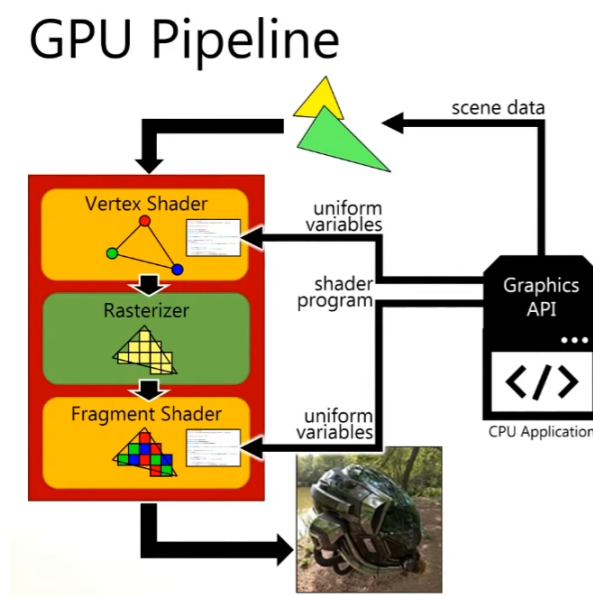 GPU Pipeline
scene data
Vertex Shader
uniform
variables
shader
program
Graphics
API
Rasterizer
</>
Fragment Shader
uniform
variables
CPU Application